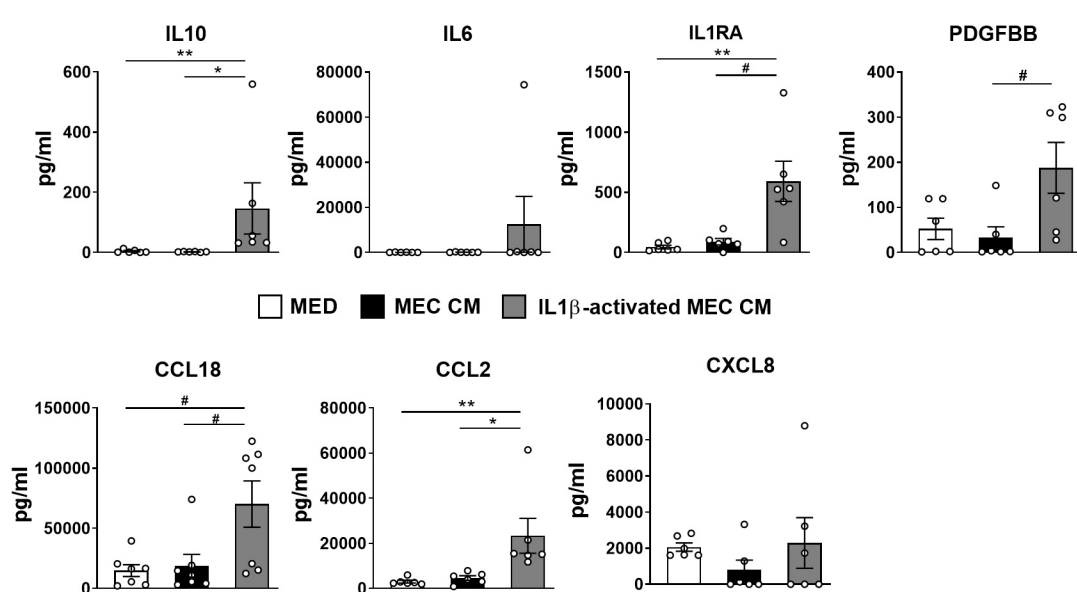 IL10
**
*
600
400
200
0
pg/ml
IL6
80000
60000
40000
20000
0
pg/ml
IL1RA
**
#
1500
1000
500
0
pg/ml
PDGFBB
#
400
300
200
100
0
pg/ml
MED MEC CM IL1β-activated MEC CM
CCL18
#
#
150000
100000
50000
0
pg/ml
CCL2
**
*
80000
60000
40000
20000
0
pg/ml
CXCL8
10000
8000
6000
4000
2000
0
pg/ml